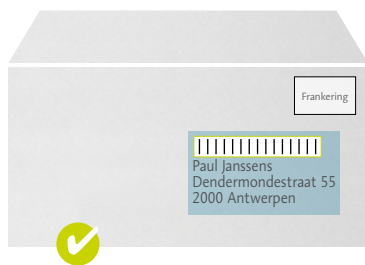 Frankering
Paul Janssens
Dendermondestraat 55
2000 Antwerpen